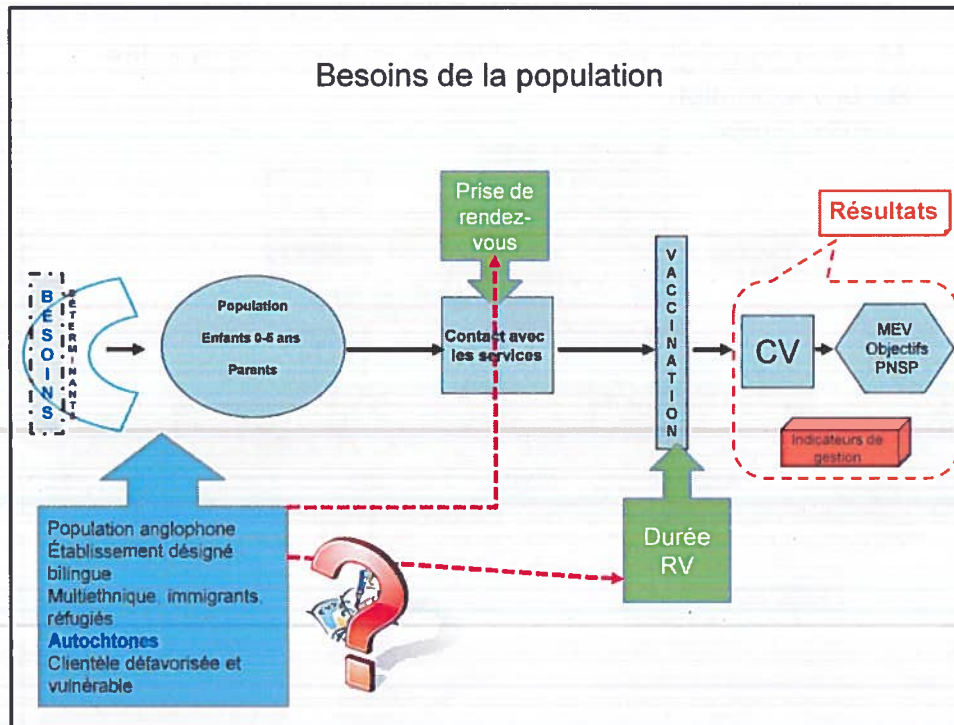 Besoins de la population
Prise de
rendez-
vous
Résultats
BESOINS
DÉTERMINANTS
Population
Enfants 0-5 ans
Parents
Contact avec
les services
VACCINATION
CV
MEV
Objectifs
PNSP
Indicateurs de
gestion
Population anglophone
Établissement désigné
bilingue
Multiethnique, immigrants,
réfugiés
Autochtones
Clientèle défavorisée et
vulnérable
Durée
RV